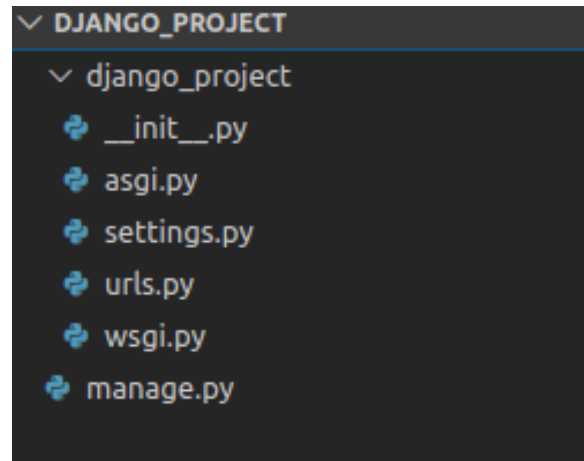 DJANGO_PROJECT
django_project
__init__.py
asgi.py
settings.py
urls.py
wsgi.py
manage.py